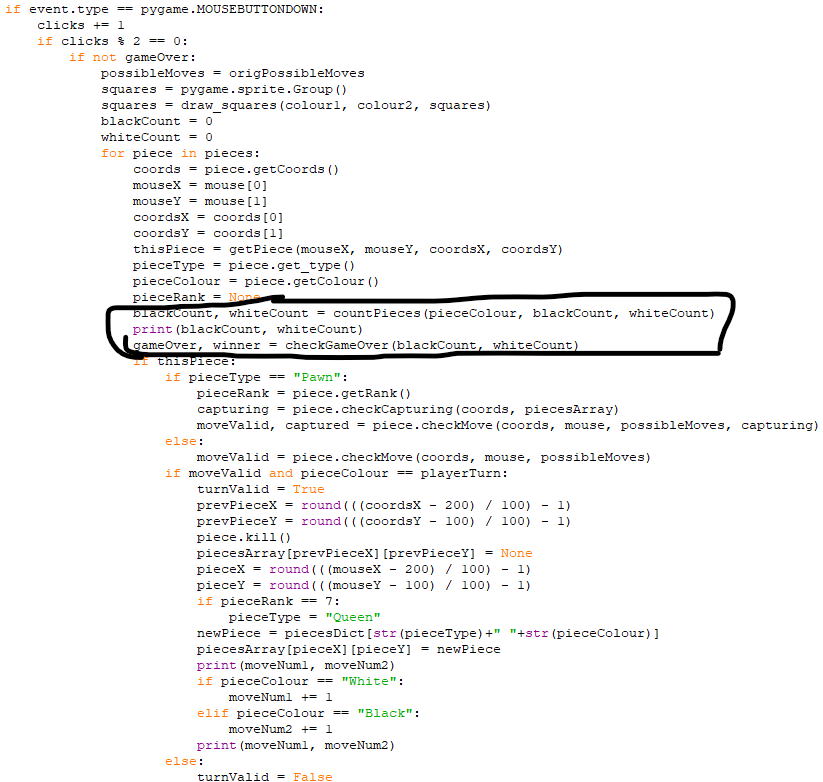 if event.type == pygame.MOUSEBUTTONDOWN:
    clicks += 1
    if clicks % 2 == 0:
        if not gameOver:
            possibleMoves = origPossibleMoves
            squares = pygame.sprite.Group()
            squares = draw_squares(colour1, colour2, squares)
            blackCount = 0
            whiteCount = 0
            for piece in pieces:
                coords = piece.getCoords()
                mouseX = mouse[0]
                mouseY = mouse[1]
                coordsX = coords[0]
                coordsY = coords[1]
                thisPiece = getPiece(mouseX, mouseY, coordsX, coordsY)
                pieceType = piece.get_type()
                pieceColour = piece.getColour()
                pieceRank = None
                blackCount, whiteCount = countPieces(pieceColour, blackCount, whiteCount)
                print(blackCount, whiteCount)
                gameOver, winner = checkGameOver(blackCount, whiteCount)
                if thisPiece:
                    if pieceType == "Pawn":
                        pieceRank = piece.getRank()
                        capturing = piece.checkCapturing(coords, piecesArray)
                        moveValid, captured = piece.checkMove(coords, mouse, possibleMoves, capturing)
                    else:
                        moveValid = piece.checkMove(coords, mouse, possibleMoves)
                    if moveValid and pieceColour == playerTurn:
                        turnValid = True
                        prevPieceX = round(((coordsX - 200) / 100) - 1)
                        prevPieceY = round(((coordsY - 100) / 100) - 1)
                        piece.kill()
                        piecesArray[prevPieceX][prevPieceY] = None
                        pieceX = round(((mouseX - 200) / 100) - 1)
                        pieceY = round(((mouseY - 100) / 100) - 1)
                        if pieceRank == 7:
                            pieceType = "Queen"
                        newPiece = piecesDict[str(pieceType)+" "+str(pieceColour)]
                        piecesArray[pieceX][pieceY] = newPiece
                        print(moveNum1, moveNum2)
                        if pieceColour == "White":
                            moveNum1 += 1
                        elif pieceColour == "Black":
                            moveNum2 += 1
                        print(moveNum1, moveNum2)
                    else:
                        turnValid = False